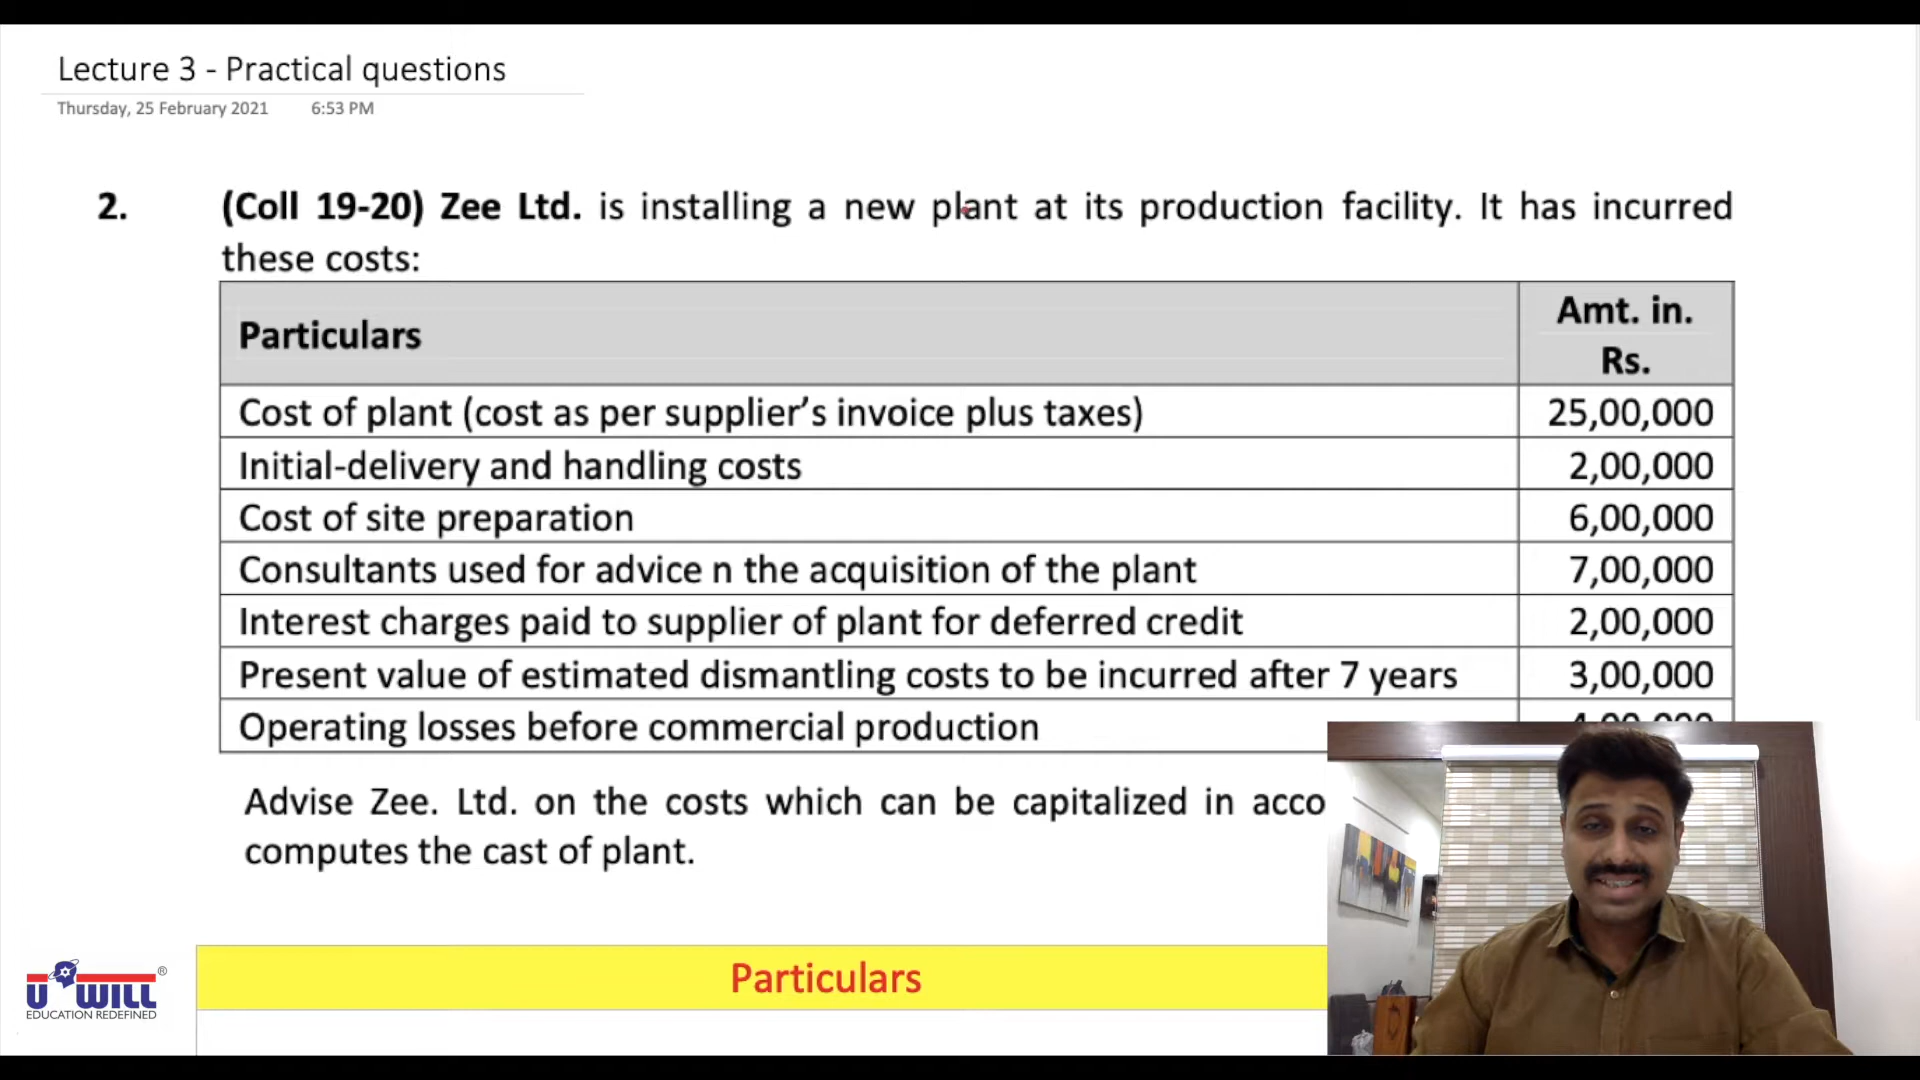 Lecture 3 - Practical questions
Thursday, 25 February 2021 6:53 PM
2. (Coll 19-20) Zee Ltd. is installing a new plant at its production facility. It has incurred
these costs:
Particulars Amt. in. Rs.
Cost of plant (cost as per supplier’s invoice plus taxes) 25,00,000
Initial-delivery and handling costs 2,00,000
Cost of site preparation 6,00,000
Consultants used for advice n the acquisition of the plant 7,00,000
Interest charges paid to supplier of plant for deferred credit 2,00,000
Present value of estimated dismantling costs to be incurred after 7 years 3,00,000
Operating losses before commercial production
Advise Zee. Ltd. on the costs which can be capitalized in
computes the cast of plant.
Particulars
U WILL ®
EDUCATION REDEFINED